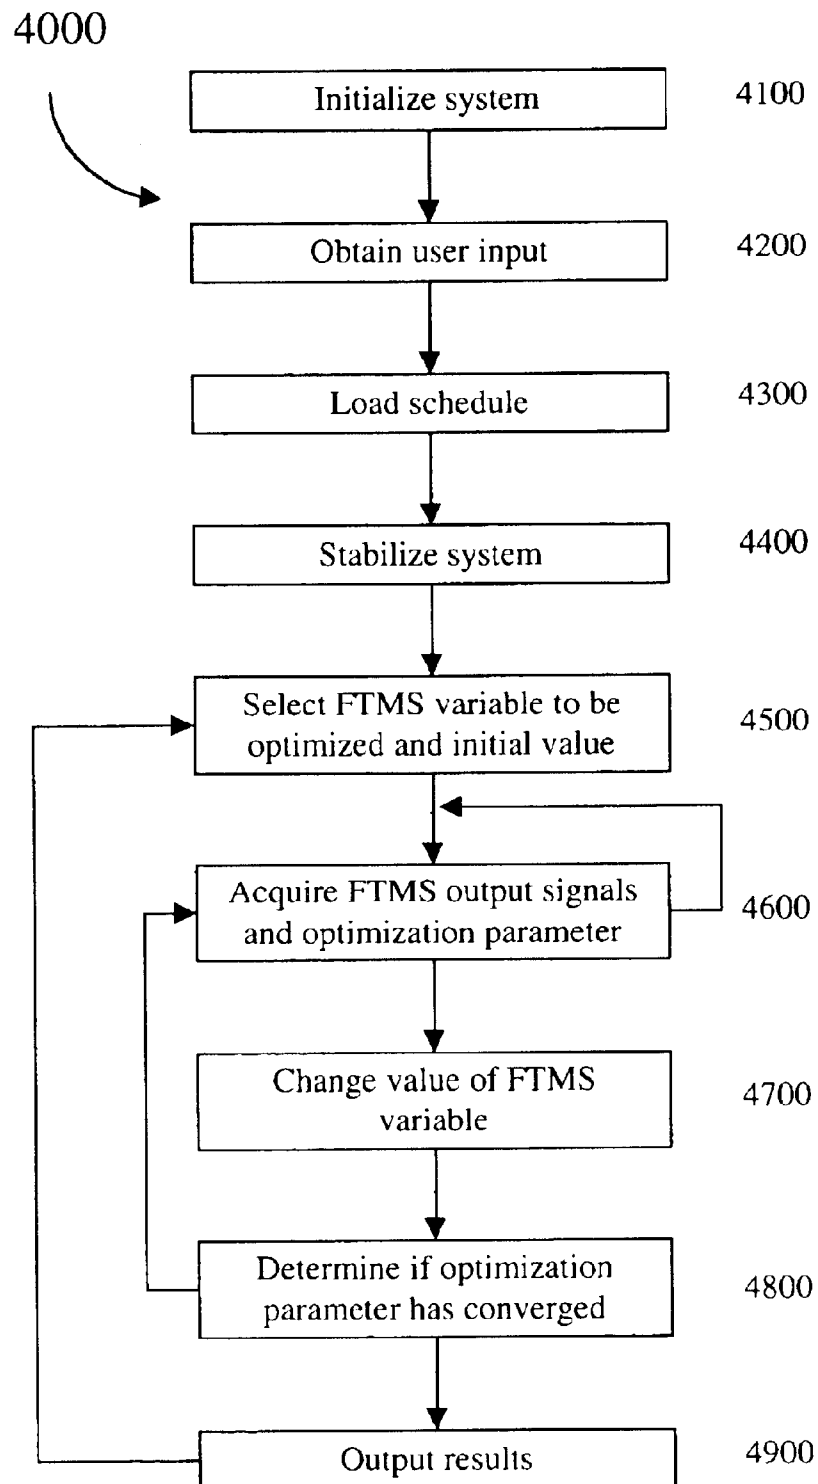 4000
Initialize system
4100
Obtain user input
4200
Load schedule
4300
Stabilize system
4400
Select FTMS variable to be
optimized and initial value
4500
Acquire FTMS output signals
and optimization parameter
4600
Change value of FTMS
variable
4700
Determine if optimization
parameter has converged
4800
Output results
4900